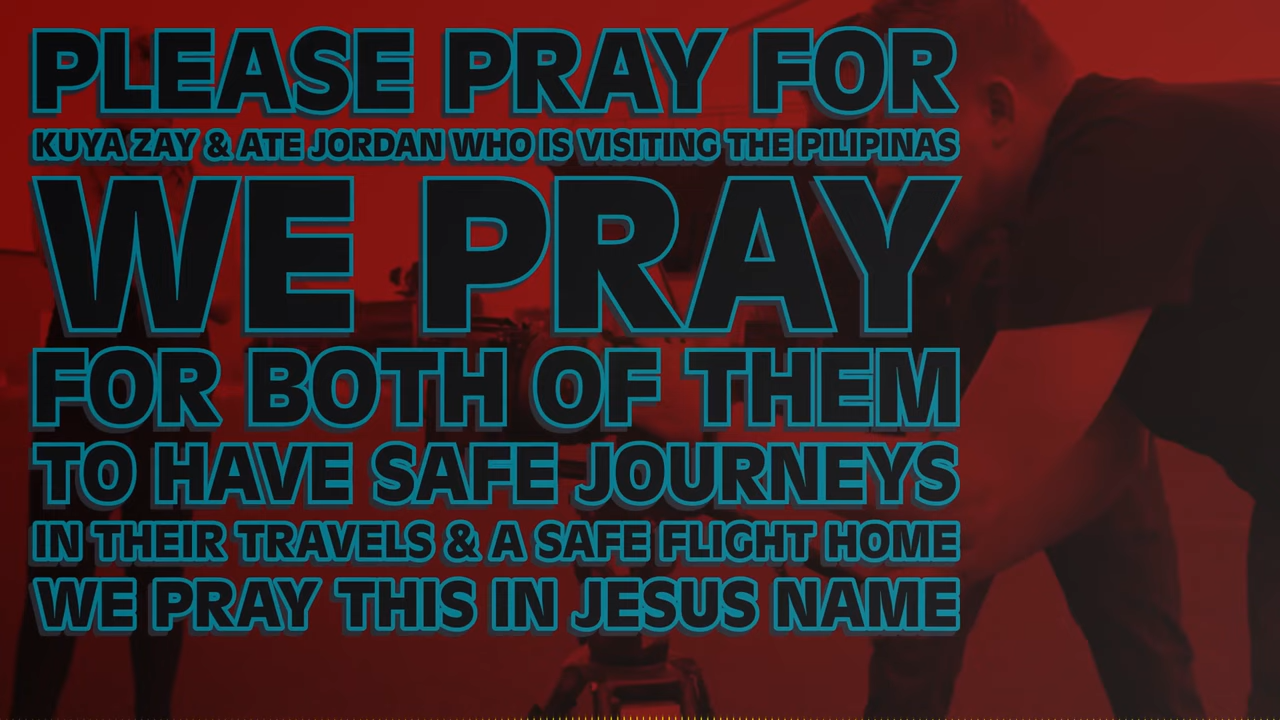 PLEASE PRAY FOR
KUYA ZAY & ATE JORDAN WHO IS VISITING THE PILIPINAS
WE PRAY
FOR BOTH OF THEM
TO HAVE SAFE JOURNEYS
IN THEIR TRAVELS & A SAFE FLIGHT HOME
WE PRAY THIS IN JESUS NAME